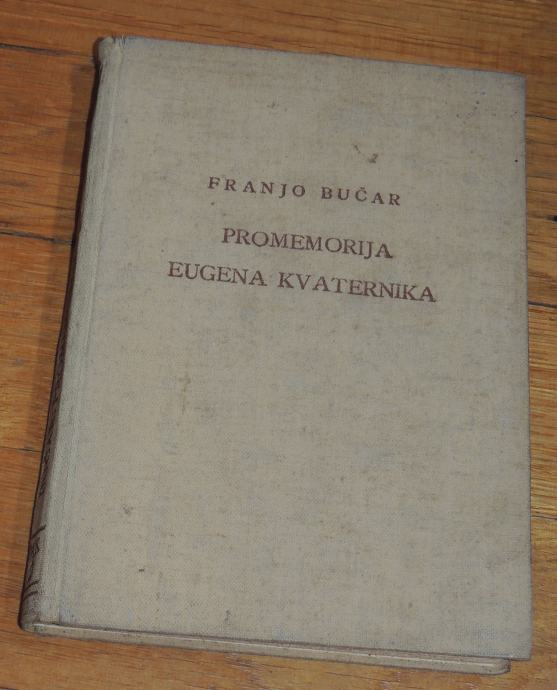 FRANJO BUČAR
PROMEMORIJA
EUGENA KVATERNIKA